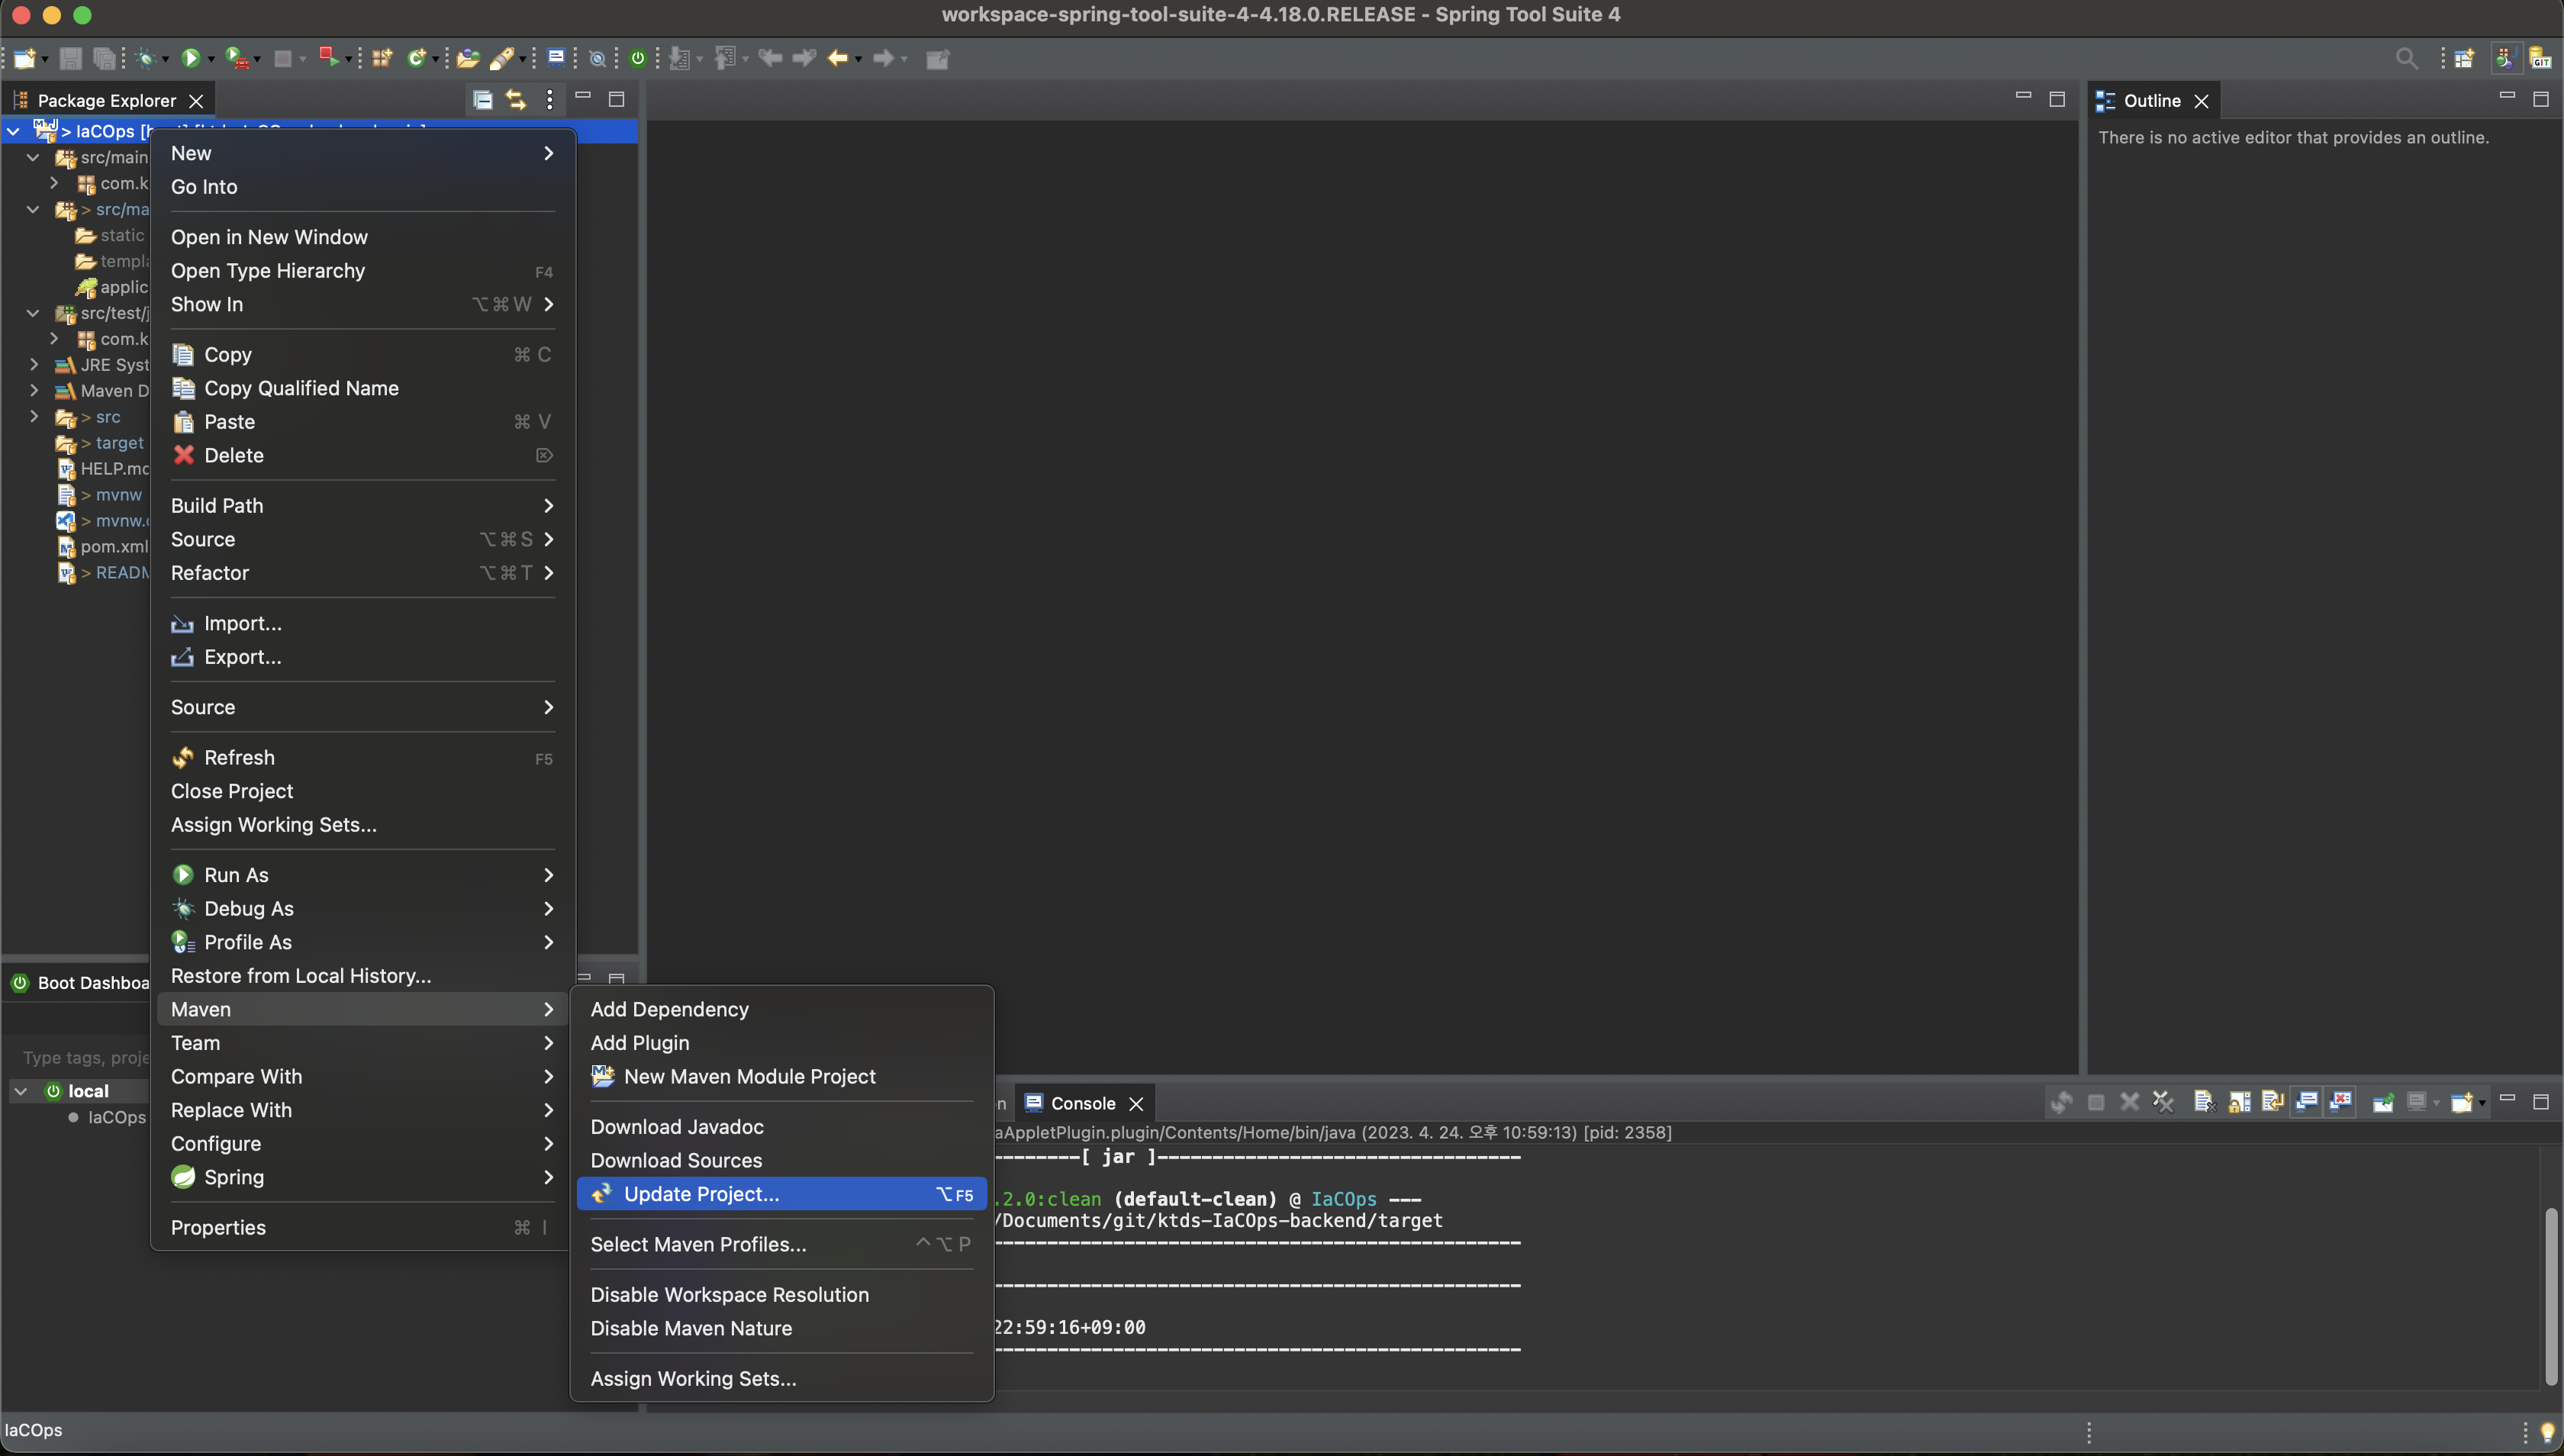 workspace-spring-tool-suite-4-4.18.0.RELEASE - Spring Tool Suite 4
Package Explorer
> IaCOps
src/main
com.k
> src/ma
static
templa
applic
src/test/j
com.k
JRE Syst
Maven D
> src
> target
HELP.md
> mvnw
> mvnw.c
pom.xml
> READM
New
Go Into
Open in New Window
Open Type Hierarchy F4
Show In ⌥⌘W
Copy ⌘ C
Copy Qualified Name
Paste ⌘ V
Delete ⌦
Build Path
Source ⌥⌘S
Refactor ⌥⌘T
Import...
Export...
Source
Refresh F5
Close Project
Assign Working Sets...
Run As
Debug As
Profile As
Restore from Local History...
Maven
Team
Compare With
Replace With
Configure
Spring
Properties ⌘ I
Add Dependency
Add Plugin
New Maven Module Project
Download Javadoc
Download Sources
Update Project... ⌥F5
Select Maven Profiles... ^⌥P
Disable Workspace Resolution
Disable Maven Nature
Assign Working Sets...
Boot Dashboa
Type tags, proje
local
IaCOps
Outline
There is no active editor that provides an outline.
n
Console
aAppletPlugin.plugin/Contents/Home/bin/java (2023. 4. 24. 오후 10:59:13) [pid: 2358]
--------[ jar ]---------------------------------
.2.0:clean (default-clean) @ IaCOps ---
/Documents/git/ktds-IaCOps-backend/target
------------------------------------------------
------------------------------------------------
22:59:16+09:00
------------------------------------------------
IaCOps
GIT